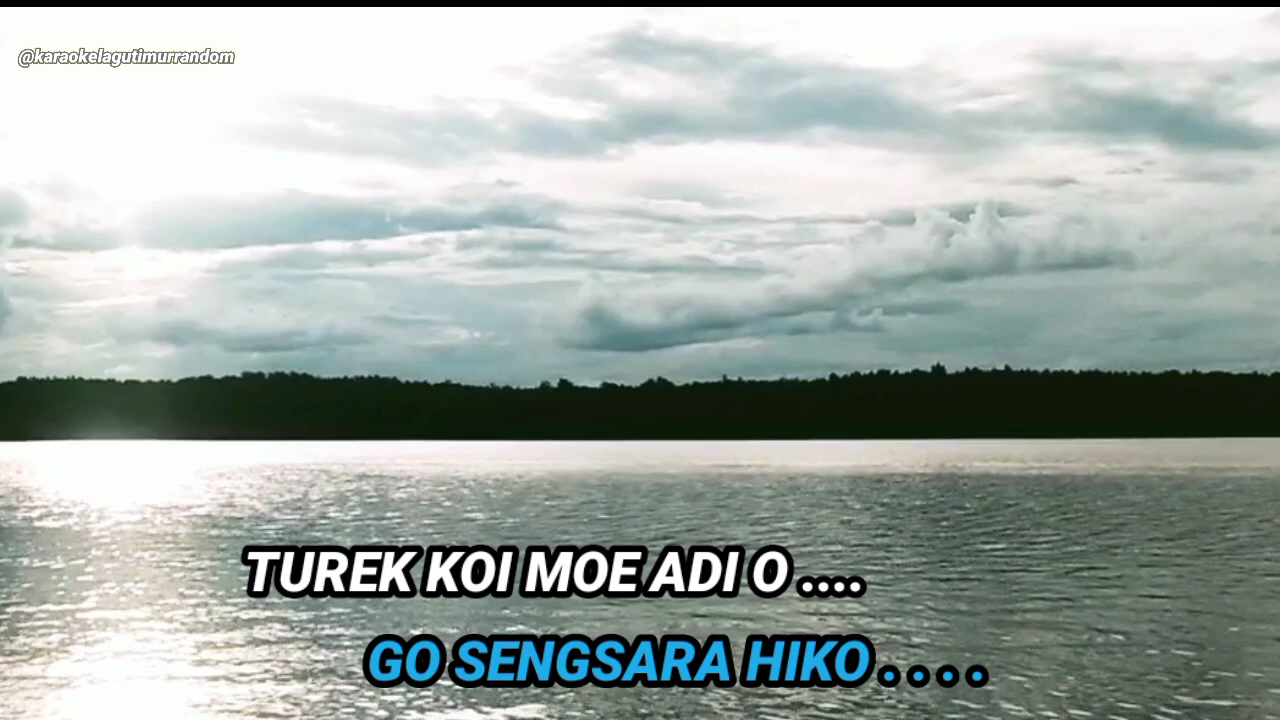 @karaokelagutimurrandom
TUREK KOI MOE ADI O ....
GO SENGSARA HIKO . . . .